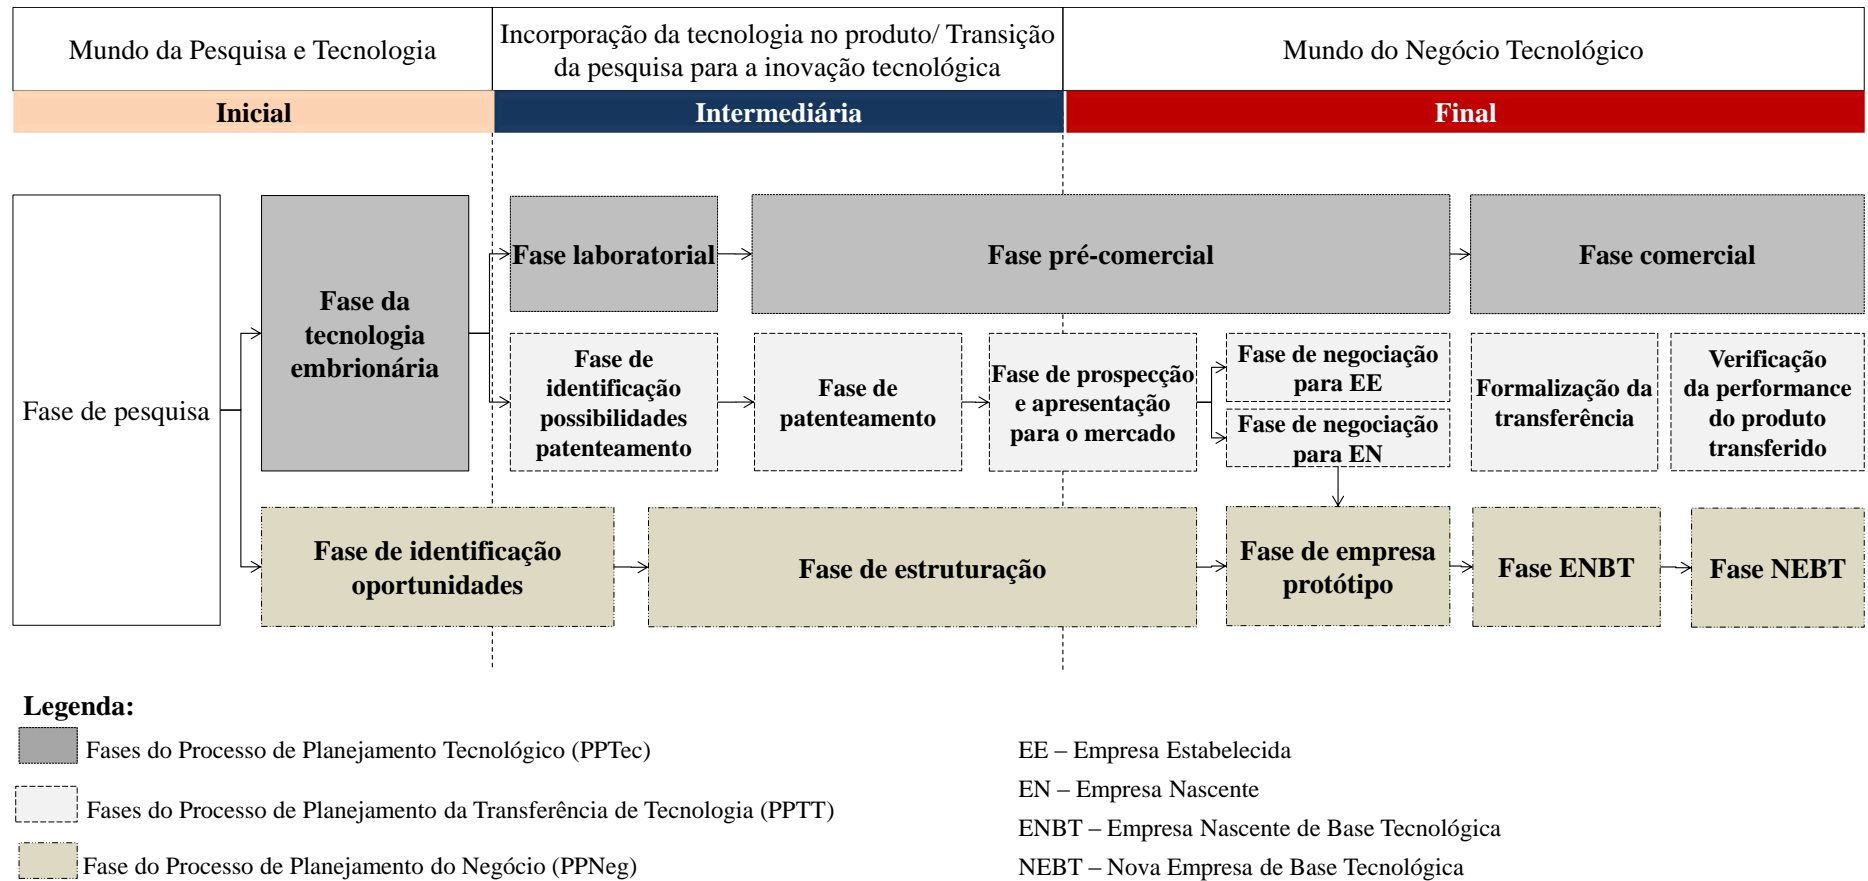 Mundo da Pesquisa e Tecnologia
Incorporação da tecnologia no produto/ Transição
da pesquisa para a inovação tecnológica
Mundo do Negócio Tecnológico
Inicial
Intermediária
Final
Fase de pesquisa
Fase da
tecnologia
embrionária
Fase laboratorial
Fase pré-comercial
Fase comercial
Fase de
identificação
possibilidades
patenteamento
Fase de
patenteamento
Fase de prospecção
e apresentação
para o mercado
Fase de negociação
para EE
Fase de negociação
para EN
Formalização da
transferência
Verificação
da performance
do produto
transferido
Fase de identificação
oportunidades
Fase de estruturação
Fase de empresa
protótipo
Fase ENBT
Fase NEBT
Legenda:
Fases do Processo de Planejamento Tecnológico (PPTec)
Fases do Processo de Planejamento da Transferência de Tecnologia (PPTT)
Fase do Processo de Planejamento do Negócio (PPNeg)
EE – Empresa Estabelecida
EN – Empresa Nascente
ENBT – Empresa Nascente de Base Tecnológica
NEBT – Nova Empresa de Base Tecnológica